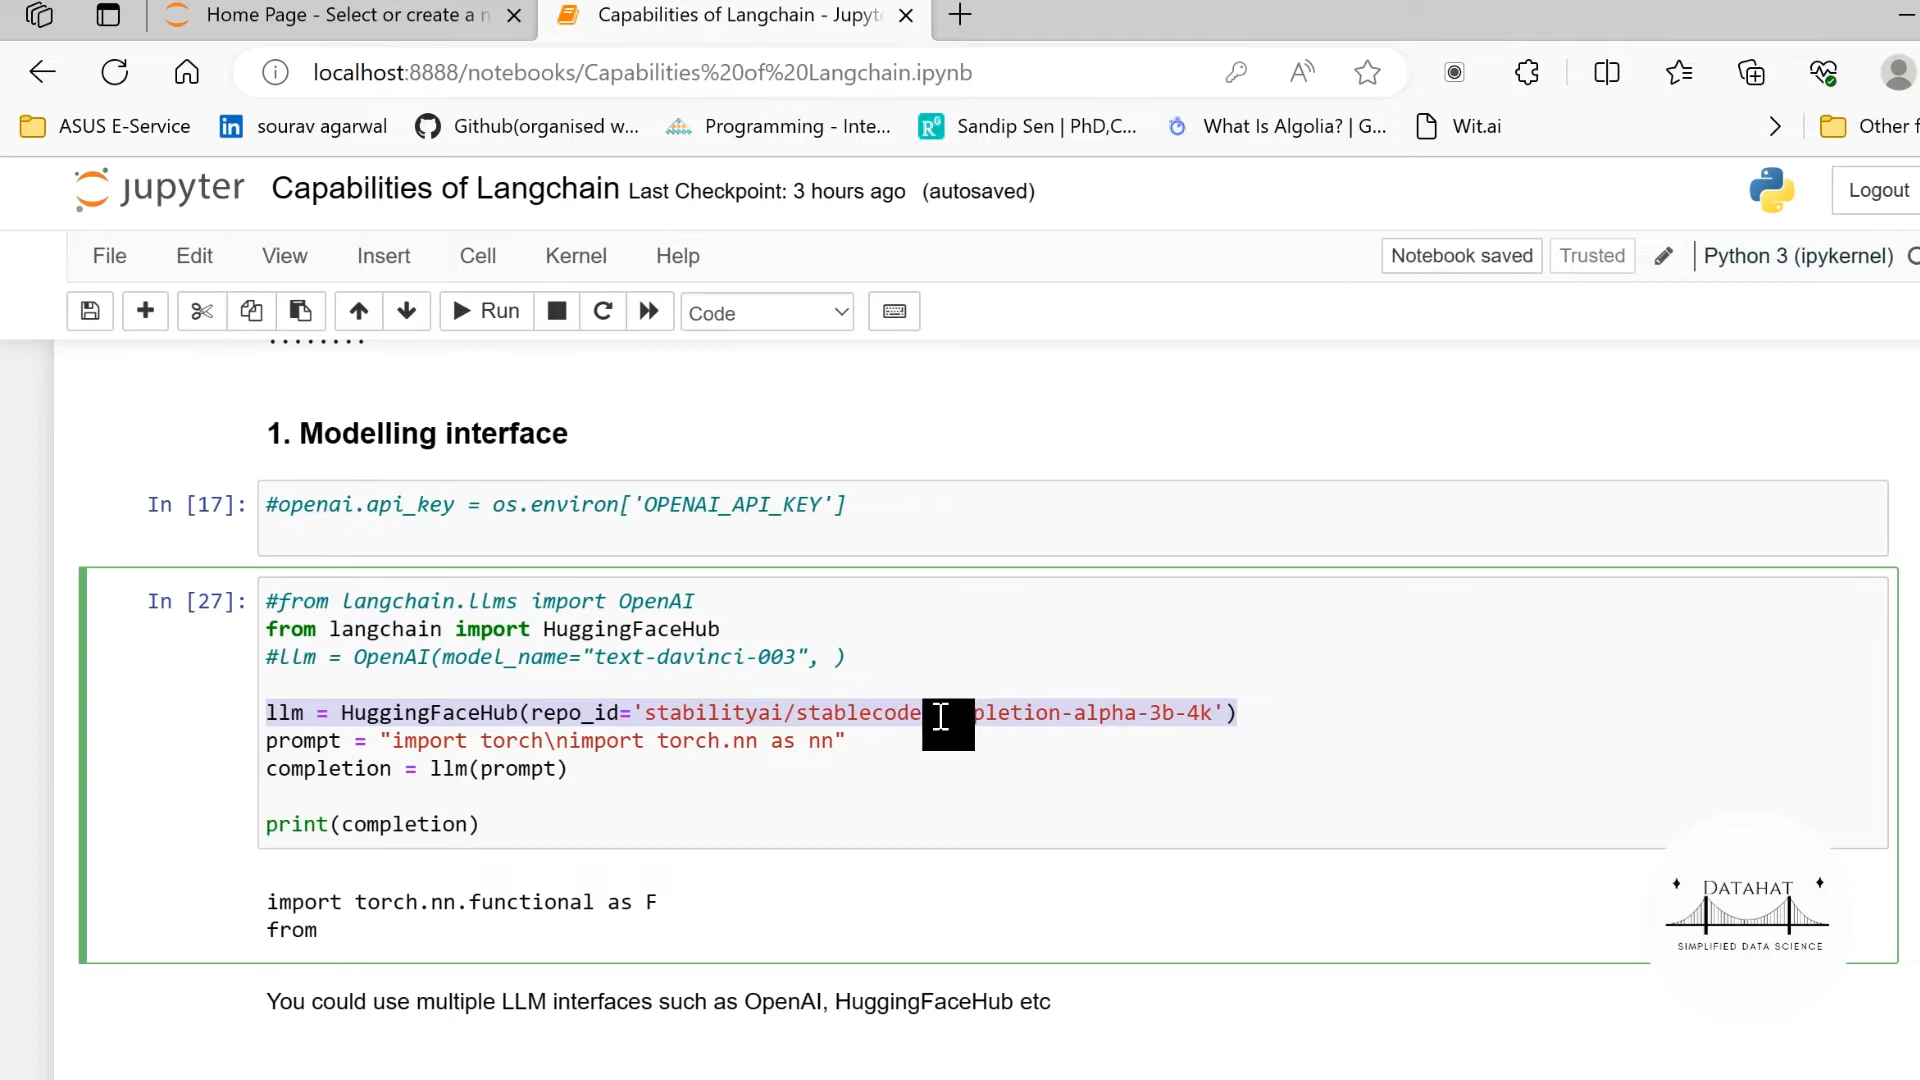 Home Page - Select or create a n
Capabilities of Langchain - Jupyte
localhost:8888/notebooks/Capabilities%20of%20Langchain.ipynb
ASUS E-Service
sourav agarwal
Github(organised w...
Programming - Inte...
Sandip Sen | PhD,C...
What Is Algolia? | G...
Wit.ai
Other f
jupyter Capabilities of Langchain Last Checkpoint: 3 hours ago (autosaved)
Logout
File Edit View Insert Cell Kernel Help
Notebook saved Trusted Python 3 (ipykernel)
Run Code
1. Modelling interface
In [17]: #openai.api_key = os.environ['OPENAI_API_KEY']
In [27]: #from langchain.llms import OpenAI
from langchain import HuggingFaceHub
#llm = OpenAI(model_name="text-davinci-003", )
llm = HuggingFaceHub(repo_id='stabilityai/stablecode pletion-alpha-3b-4k')
prompt = "import torch\nimport torch.nn as nn"
completion = llm(prompt)
print(completion)
import torch.nn.functional as F
from
DATAHAT
SIMPLIFIED DATA SCIENCE
You could use multiple LLM interfaces such as OpenAI, HuggingFaceHub etc